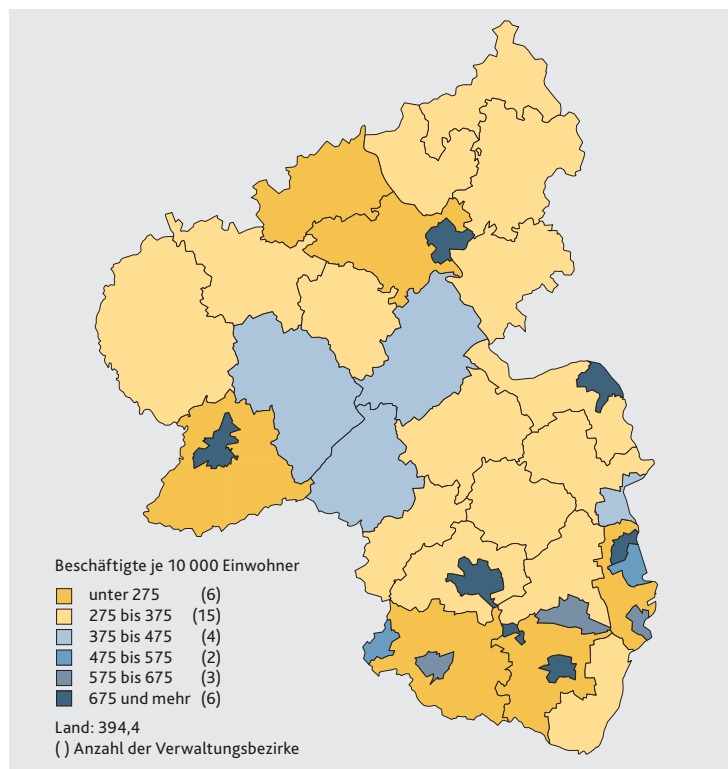 Beschäftigte je 10 000 Einwohner
unter 275 (6)
275 bis 375 (15)
375 bis 475 (4)
475 bis 575 (2)
575 bis 675 (3)
675 und mehr (6)
Land: 394,4
( ) Anzahl der Verwaltungsbezirke